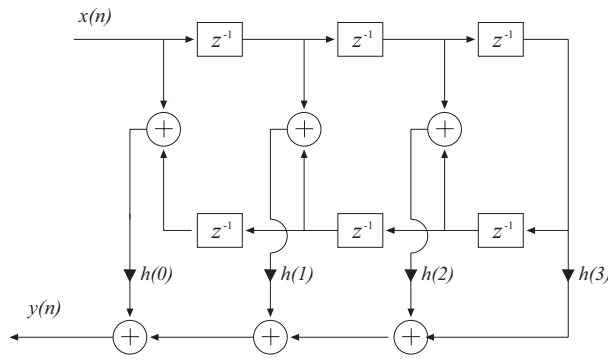 x(n)
z⁻¹ z⁻¹ z⁻¹
+ + +
z⁻¹ z⁻¹ z⁻¹
h(0) h(1) h(2) h(3)
y(n)
+ + +